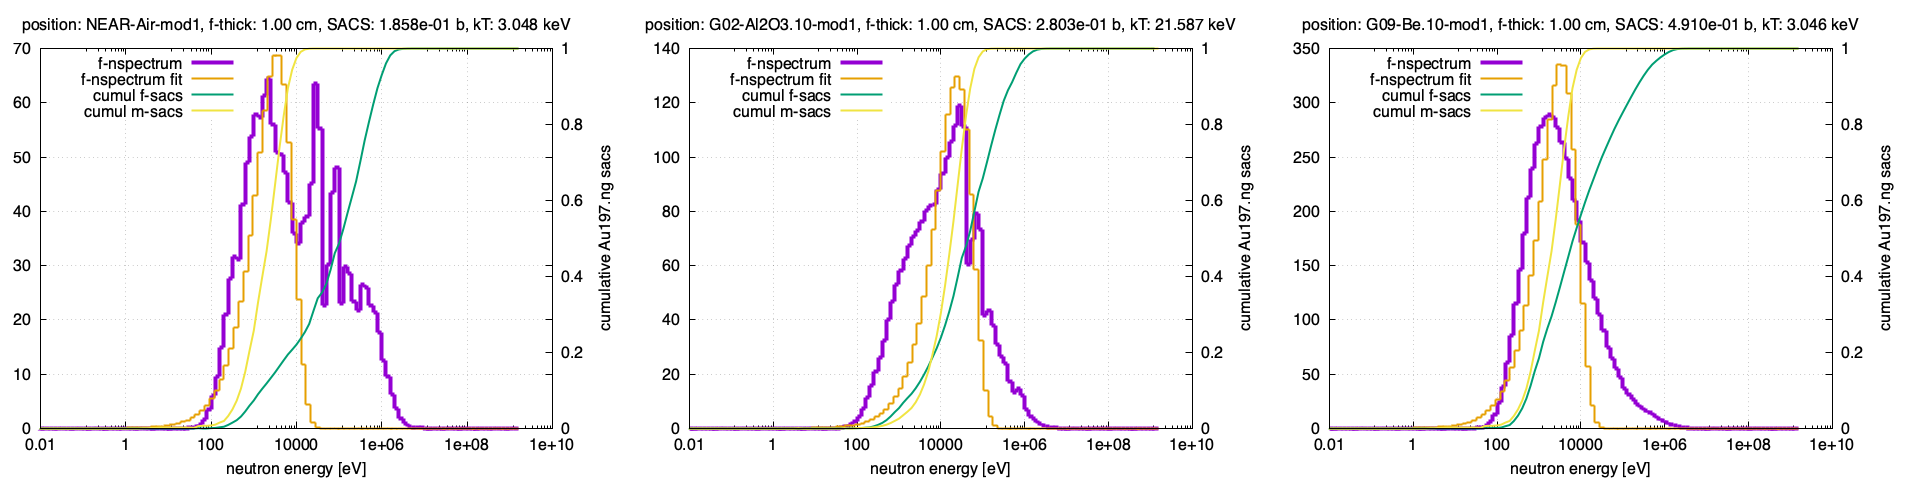 position: NEAR-Air-mod1, f-thick: 1.00 cm, SACS: 1.858e-01 b, kT: 3.048 keV
f-nspectrum
f-nspectrum fit
cumul f-sacs
cumul m-sacs
70
60
50
40
30
20
10
0
1
0.8
0.6
0.4
0.2
0
cumulative Au197.ng sacs
0.01
1
100
10000
1e+06
1e+08
1e+10
neutron energy [eV]
position: G02-Al2O3.10-mod1, f-thick: 1.00 cm, SACS: 2.803e-01 b, kT: 21.587 keV
f-nspectrum
f-nspectrum fit
cumul f-sacs
cumul m-sacs
140
120
100
80
60
40
20
0
1
0.8
0.6
0.4
0.2
0
cumulative Au197.ng sacs
0.01
1
100
10000
1e+06
1e+08
1e+10
neutron energy [eV]
position: G09-Be.10-mod1, f-thick: 1.00 cm, SACS: 4.910e-01 b, kT: 3.046 keV
f-nspectrum
f-nspectrum fit
cumul f-sacs
cumul m-sacs
350
300
250
200
150
100
50
0
1
0.8
0.6
0.4
0.2
0
cumulative Au197.ng sacs
0.01
1
100
10000
1e+06
1e+08
1e+10
neutron energy [eV]